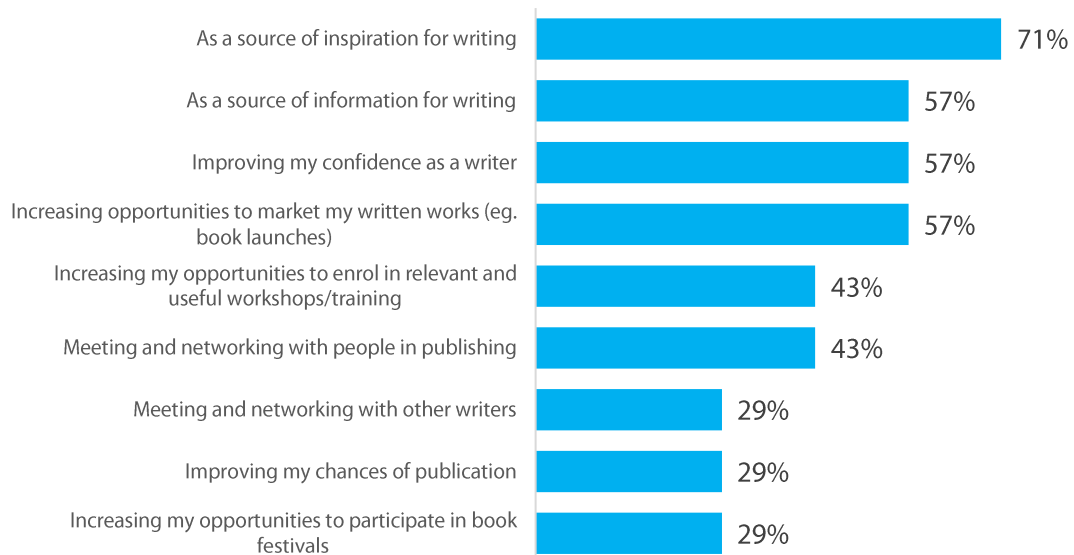 As a source of inspiration for writing 71%
As a source of information for writing 57%
Improving my confidence as a writer 57%
Increasing opportunities to market my written works (eg.
book launches) 57%
Increasing my opportunities to enrol in relevant and
useful workshops/training 43%
Meeting and networking with people in publishing 43%
Meeting and networking with other writers 29%
Improving my chances of publication 29%
Increasing my opportunities to participate in book
festivals 29%